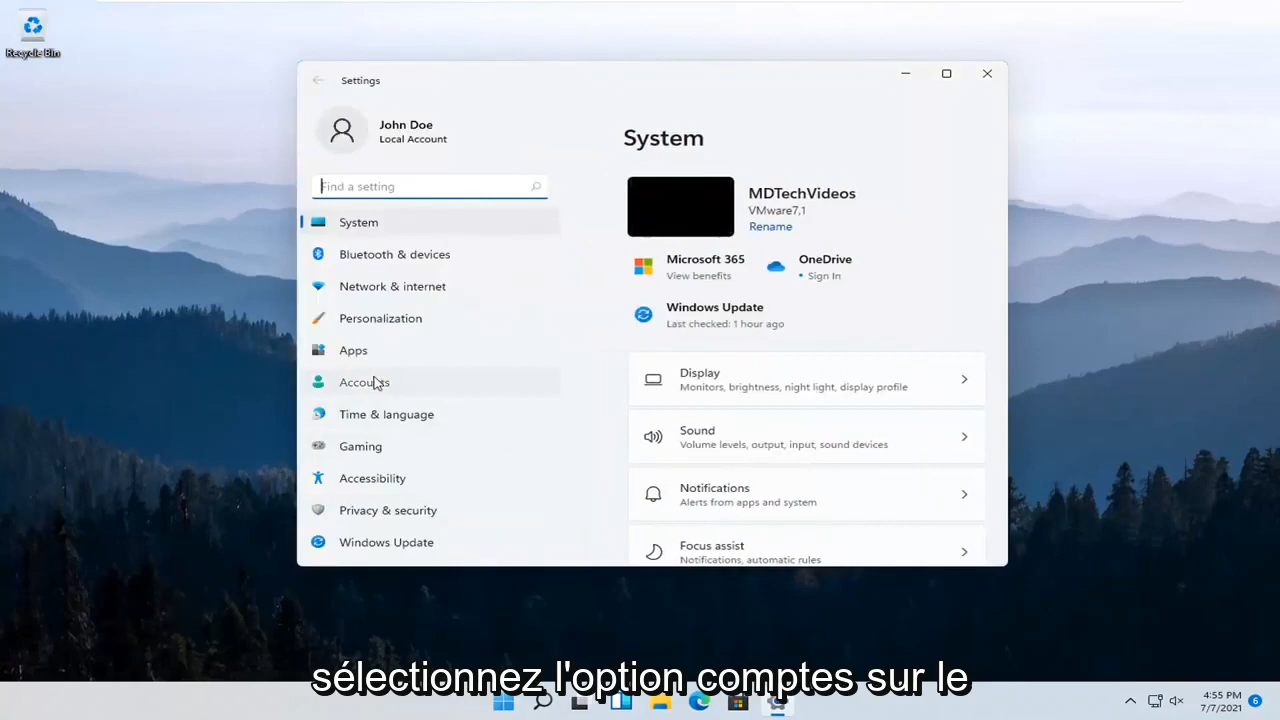 Recycle Bin
Settings
John Doe
Local Account
Find a setting
System
Bluetooth & devices
Network & internet
Personalization
Apps
Accounts
Time & language
Gaming
Accessibility
Privacy & security
Windows Update
System
MDTechVideos
VMware7,1
Rename
Microsoft 365
View benefits
OneDrive
• Sign In
Windows Update
Last checked: 1 hour ago
Display
Monitors, brightness, night light, display profile
Sound
Volume levels, output, input, sound devices
Notifications
Alerts from apps and system
Focus assist
Notifications, automatic rules
sélectionnez l'option comptes sur le
4:55 PM
7/7/2021
6